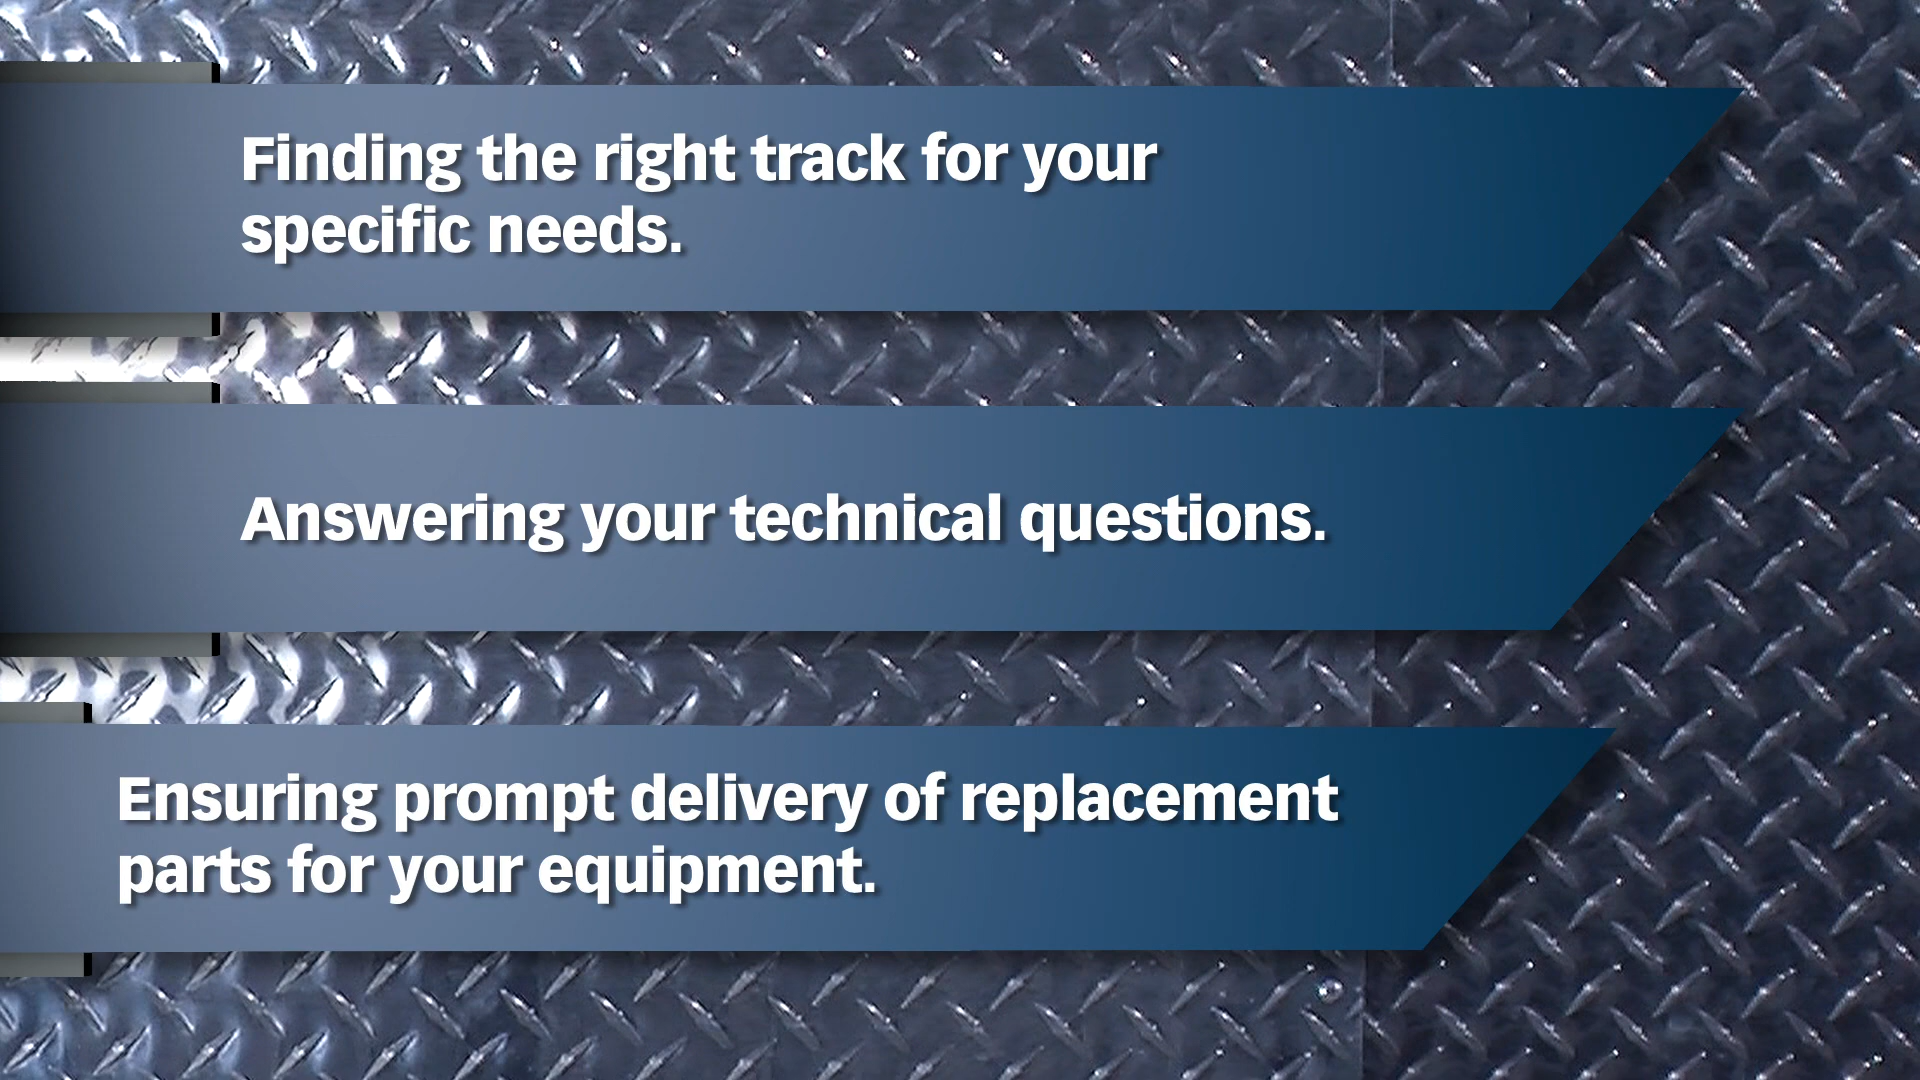 Finding the right track for your
specific needs.
Answering your technical questions.
Ensuring prompt delivery of replacement
parts for your equipment.